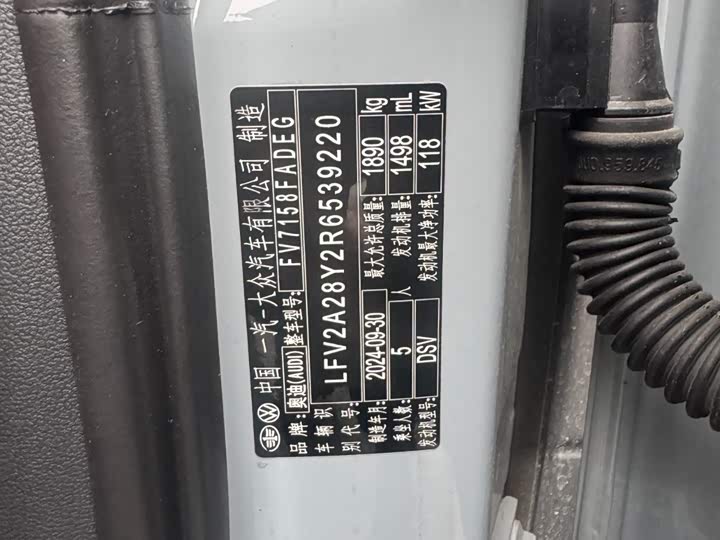 中国 一汽-大众汽车有限公司 制造
品牌:奥迪(AUDI) 整车型号: FV7158FADEG
车辆识别代号: LFV2A28Y2R6539220
制造年月: 2024-09-30 最大允许总质量: 1890 kg
乘坐人数: 5 人 发动机排量: 1498 mL
发动机型号: DSV 发动机最大净功率: 118 kW